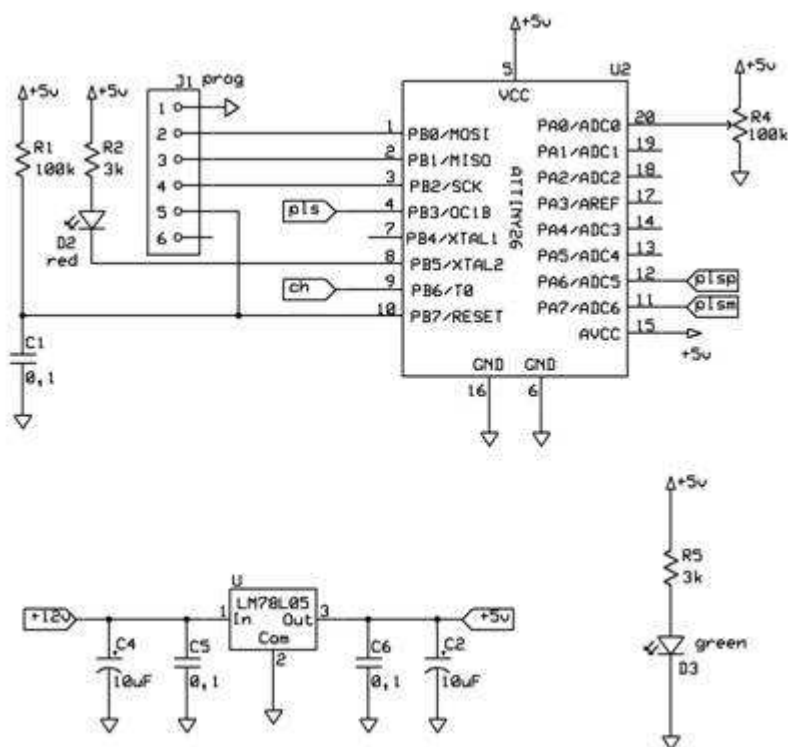 +5v
5
U2
VCC
J1 prog
+5v
+5v
+5v
1
2
3
4
5
6
R1
100k
R2
3k
D2
red
pls
ch
1
2
3
4
7
8
9
10
PB0/MOSI
PB1/MISO
PB2/SCK
PB3/OC1B
PB4/XTAL1
PB5/XTAL2
PB6/T0
PB7/RESET
ATTINY26
PA0/ADC0
PA1/ADC1
PA2/ADC2
PA3/AREF
PA4/ADC3
PA5/ADC4
PA6/ADC5
PA7/ADC6
AVCC
20
19
18
17
14
13
12
11
15
R4
100k
plsp
plsm
+5v
GND GND
16 6
C1
0,1
+12v
1
U
LM78L05
In Out
Com
3
2
+5v
C4
10uF
C5
0,1
C6
0,1
C2
10uF
+5v
R5
3k
green
D3